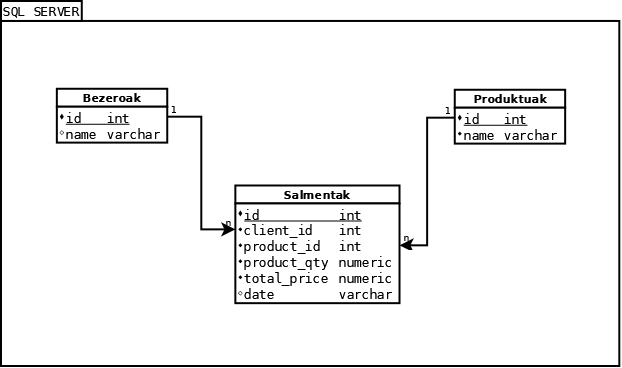 SQL SERVER
Bezeroak
id int
name varchar
1
Produktuak
id int
name varchar
1
Salmentak
id int
client_id int
product_id int
product_qty numeric
total_price numeric
date varchar
n
n